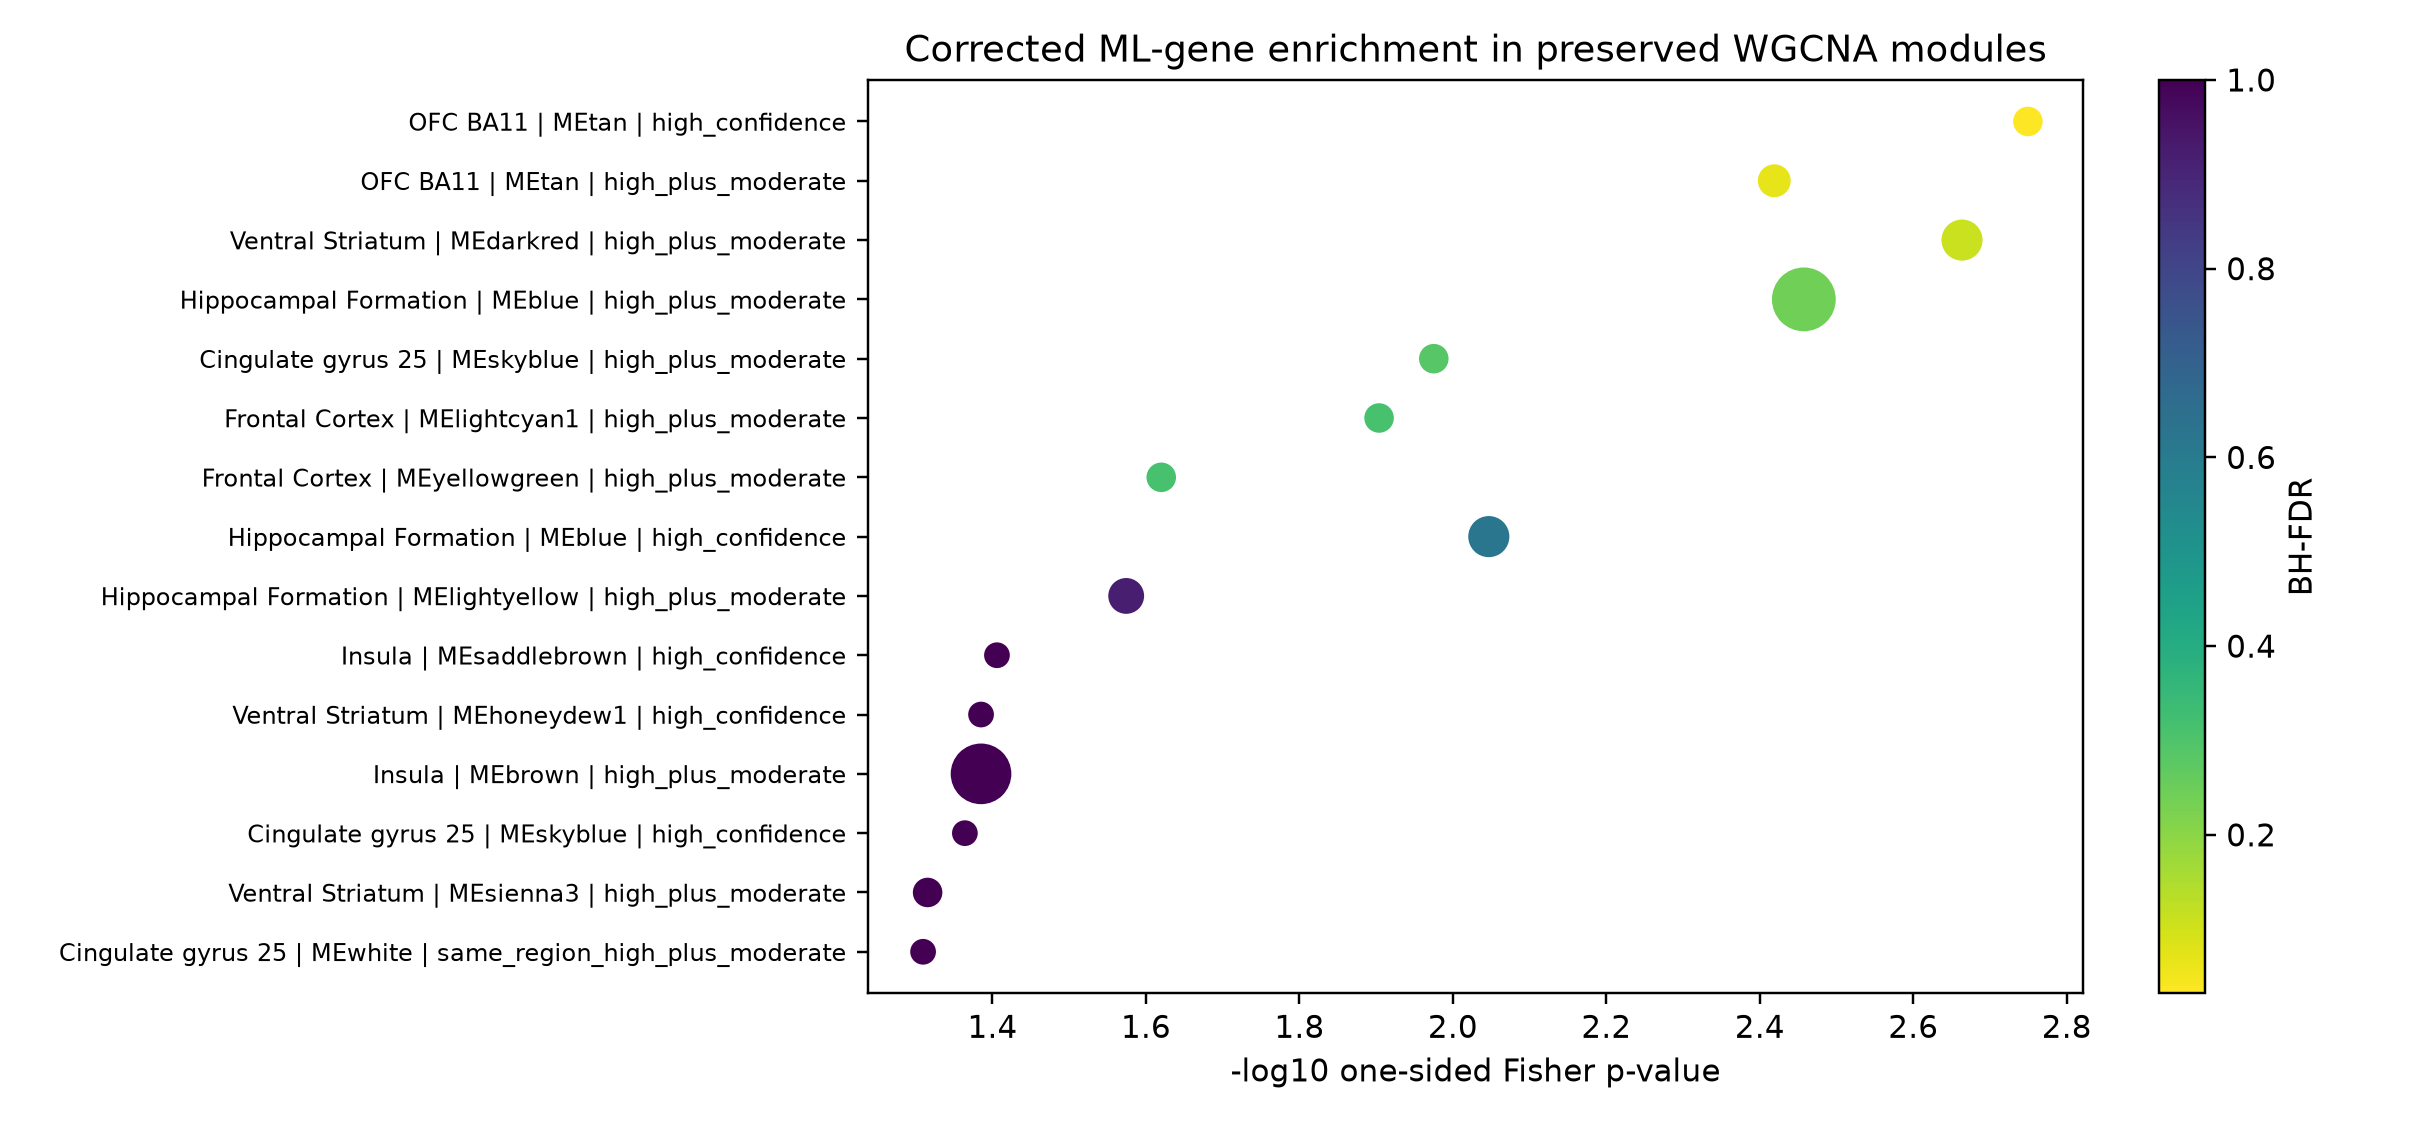 Corrected ML-gene enrichment in preserved WGCNA modules
OFC BA11 | MEtan | high_confidence
OFC BA11 | MEtan | high_plus_moderate
Ventral Striatum | MEdarkred | high_plus_moderate
Hippocampal Formation | MEblue | high_plus_moderate
Cingulate gyrus 25 | MEskyblue | high_plus_moderate
Frontal Cortex | MElightcyan1 | high_plus_moderate
Frontal Cortex | MEyellowgreen | high_plus_moderate
Hippocampal Formation | MEblue | high_confidence
Hippocampal Formation | MElightyellow | high_plus_moderate
Insula | MEsaddlebrown | high_confidence
Ventral Striatum | MEhoneydew1 | high_confidence
Insula | MEbrown | high_plus_moderate
Cingulate gyrus 25 | MEskyblue | high_confidence
Ventral Striatum | MEsienna3 | high_plus_moderate
Cingulate gyrus 25 | MEwhite | same_region_high_plus_moderate
1.4 1.6 1.8 2.0 2.2 2.4 2.6 2.8
-log10 one-sided Fisher p-value
1.0
0.8
0.6
0.4
0.2
BH-FDR